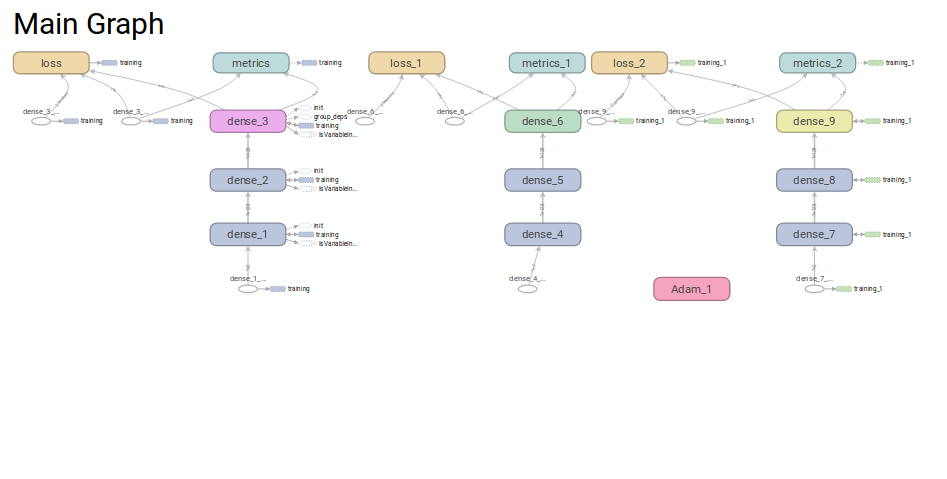 Main Graph
loss
training
metrics
training
loss_1
metrics_1
loss_2
training_1
metrics_2
training_1
dense_3_...
training
dense_3_...
training
dense_3
init
group_deps
training
IsVariableIn...
dense_6_...
dense_6_...
dense_6
dense_9_...
training_1
dense_9_...
training_1
dense_9
training_1
dense_2
init
training
IsVariableIn...
dense_5
dense_8
training_1
dense_1
init
training
IsVariableIn...
dense_4
dense_7
training_1
dense_1_...
training
dense_4_...
Adam_1
dense_7_...
training_1